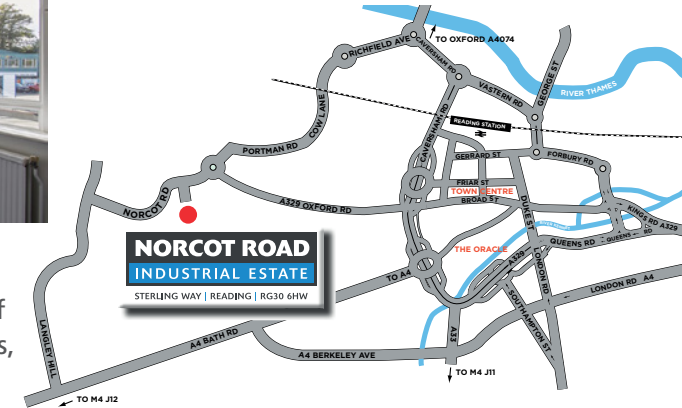 TO OXFORD A4074
RICHFIELD AVE
CAVERSHAM RD
VASTERN RD
GEORGE ST
RIVER THAMES
COW LANE
CAVERSHAM RD
READING STATION
PORTMAN RD
GERRARD ST
FORBURY RD
FRIAR ST
TOWN CENTRE
BROAD ST
NORCOT RD
A329 OXFORD RD
DUKE ST
KINGS RD A329
QUEENS RD
QUEENS RD
THE ORACLE
A329
LONDON RD
NORCOT ROAD
INDUSTRIAL ESTATE
STERLING WAY | READING | RG30 6HW
TO A4
LONDON RD A4
SOUTHAMPTON ST
of
s,
LANGLEY HILL
A4 BATH RD
A33
A4 BERKELEY AVE
TO M4 J11
TO M4 J12